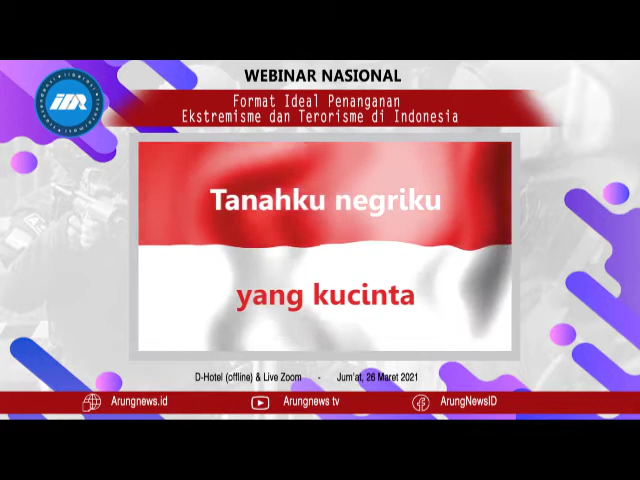 WEBINAR NASIONAL
Format Ideal Penanganan
Ekstremisme dan Terorisme di Indonesia
Tanahku negriku
yang kucinta
D-Hotel (offline) & Live Zoom - Jum'at, 26 Maret 2021
Arungnews.id Arungnews tv ArungNewsID